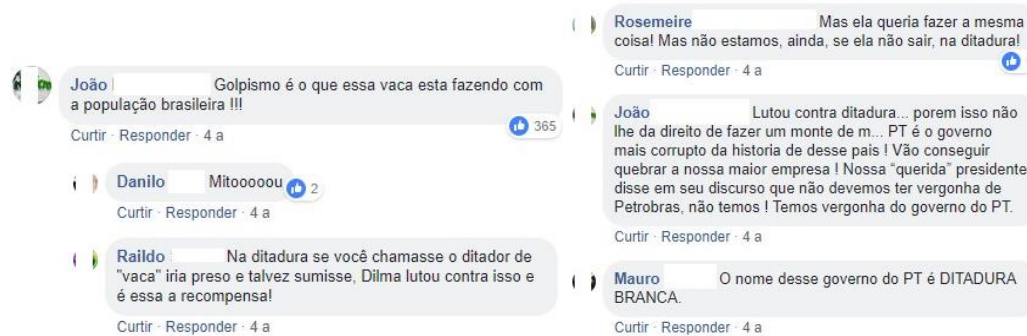 João Golpismo é o que essa vaca esta fazendo com
a população brasileira !!!
365
Curtir · Responder · 4 a
Danilo Mitooooou
2
Curtir · Responder · 4 a
Raildo Na ditadura se você chamasse o ditador de
"vaca" iria preso e talvez sumisse, Dilma lutou contra isso e
é essa a recompensa!
Curtir · Responder · 4 a
Rosemeire Mas ela queria fazer a mesma
coisa! Mas não estamos, ainda, se ela não sair, na ditadura!
Curtir · Responder · 4 a
João Lutou contra ditadura... porem isso não
lhe da direito de fazer um monte de m... PT é o governo
mais corrupto da historia de desse pais ! Vão conseguir
quebrar a nossa maior empresa ! Nossa “querida” presidente
disse em seu discurso que não devemos ter vergonha de
Petrobras, não temos ! Temos vergonha do governo do PT.
Curtir · Responder · 4 a
Mauro O nome desse governo do PT é DITADURA
BRANCA.
Curtir · Responder · 4 a